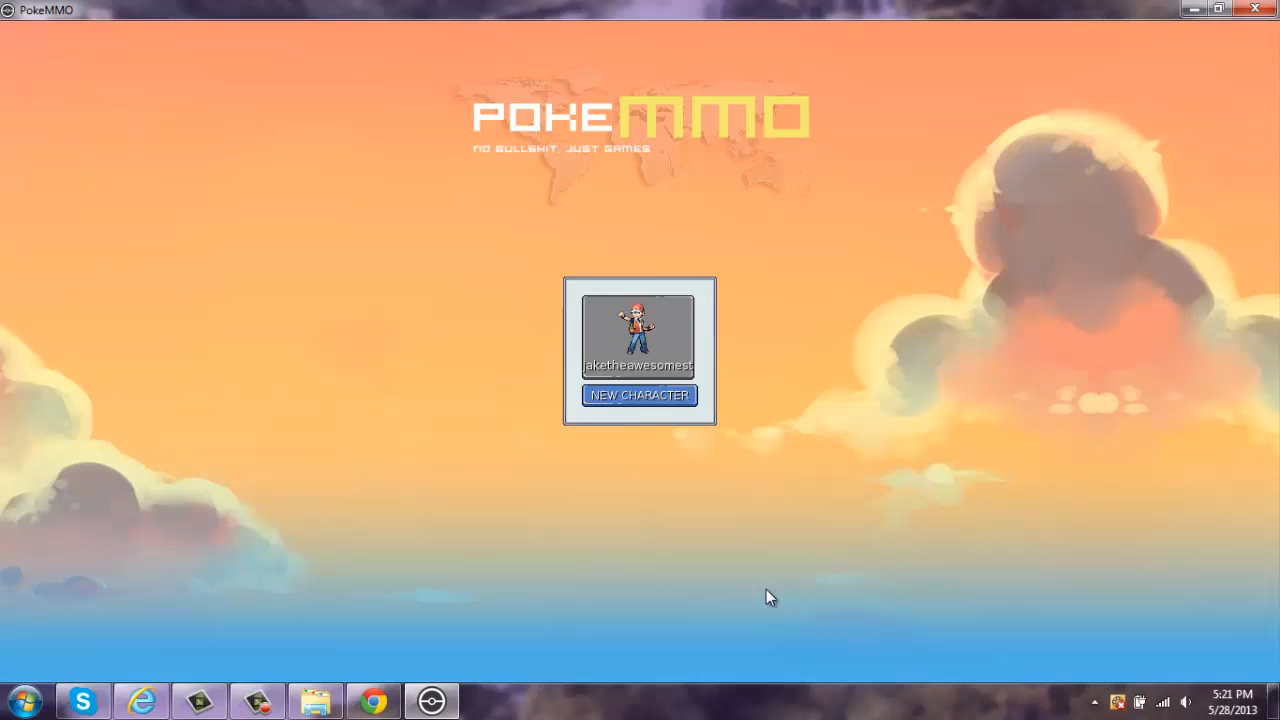 PokeMMO
POKEMMO
NO BULLSHIT, JUST GAMES
jaketheawesomest
NEW CHARACTER
5:21 PM
5/28/2013